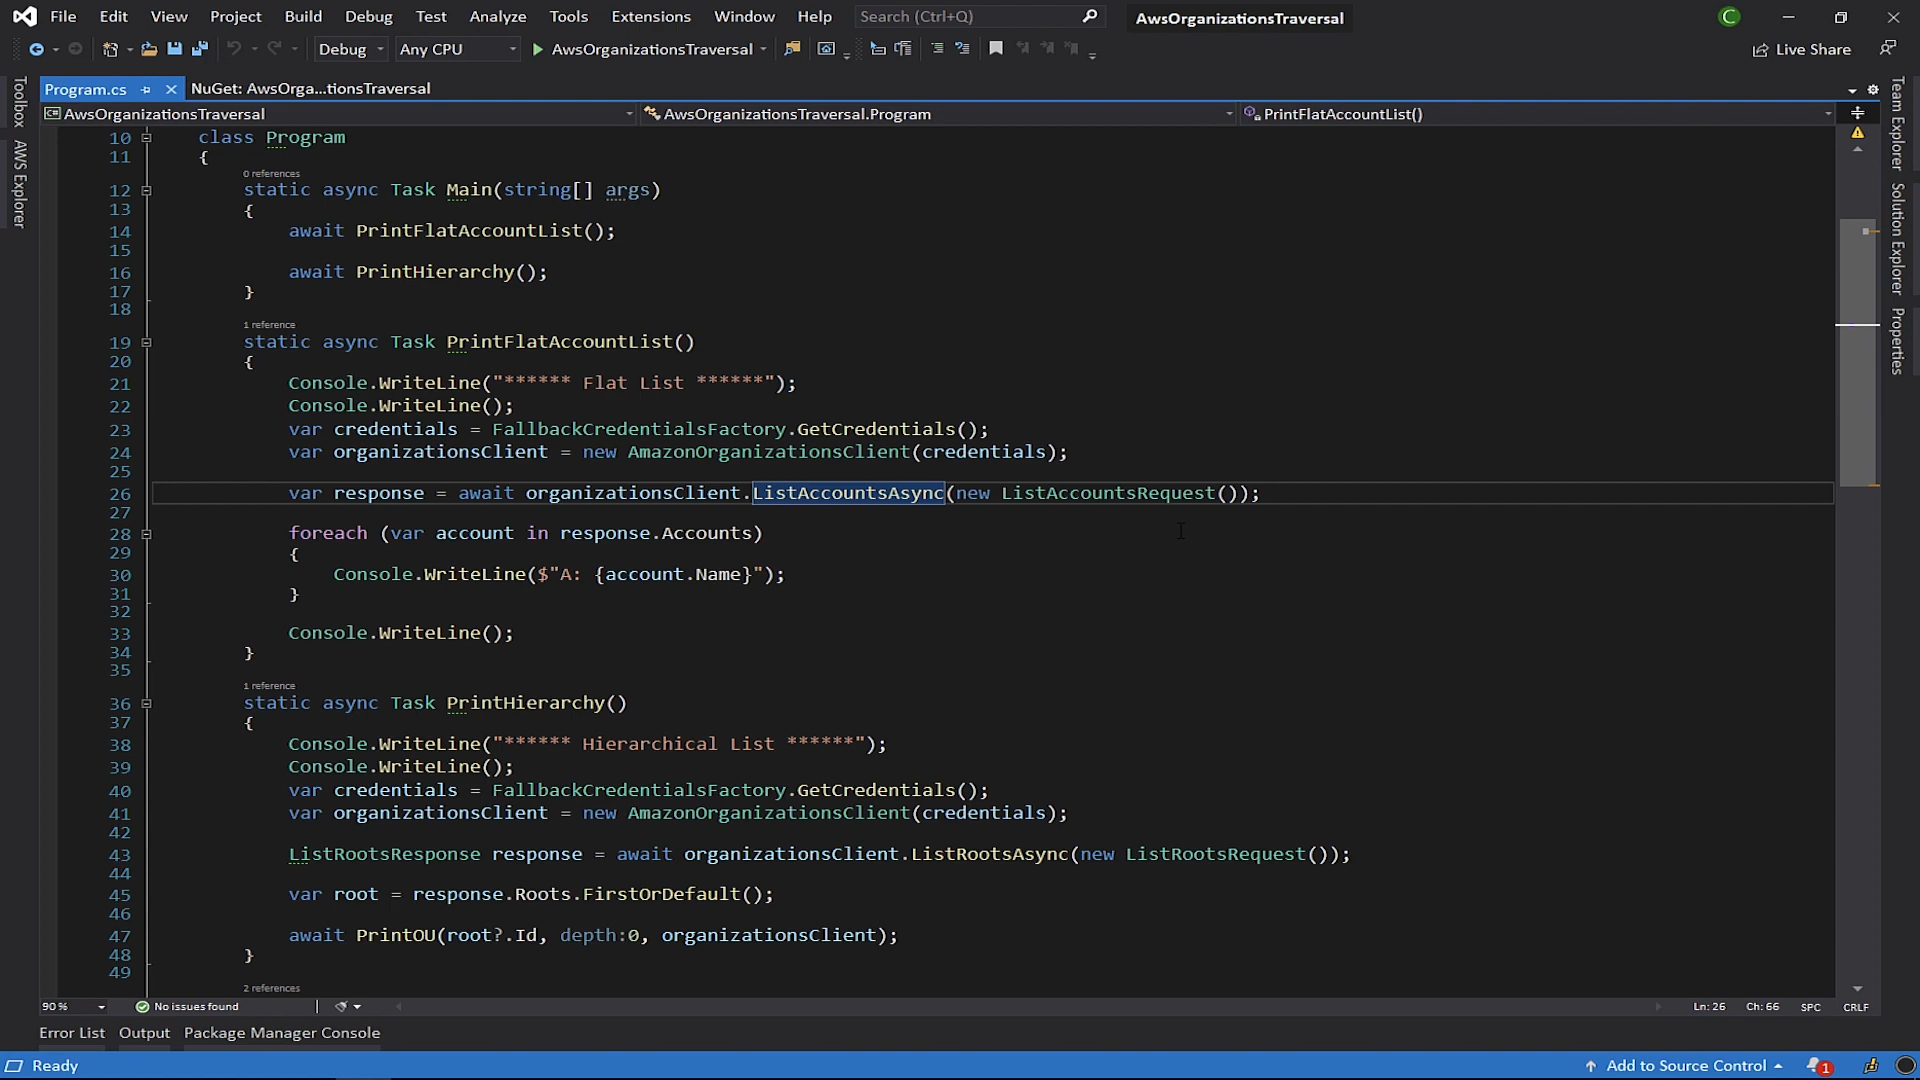 File Edit View Project Build Debug Test Analyze Tools Extensions Window Help Search (Ctrl+Q) AwsOrganizationsTraversal
Debug Any CPU AwsOrganizationsTraversal Live Share
Program.cs NuGet: AwsOrga...tionsTraversal
AwsOrganizationsTraversal AwsOrganizationsTraversal.Program PrintFlatAccountList()
Toolbox
AWS Explorer
Team Explorer
Solution Explorer
Properties
10 class Program
11 {
0 references
12 static async Task Main(string[] args)
13 {
14 await PrintFlatAccountList();
15
16 await PrintHierarchy();
17 }
18
1 reference
19 static async Task PrintFlatAccountList()
20 {
21 Console.WriteLine("****** Flat List ******");
22 Console.WriteLine();
23 var credentials = FallbackCredentialsFactory.GetCredentials();
24 var organizationsClient = new AmazonOrganizationsClient(credentials);
25
26 var response = await organizationsClient.ListAccountsAsync(new ListAccountsRequest());
27
28 foreach (var account in response.Accounts)
29 {
30 Console.WriteLine($"A: {account.Name}");
31 }
32
33 Console.WriteLine();
34 }
35
1 reference
36 static async Task PrintHierarchy()
37 {
38 Console.WriteLine("****** Hierarchical List ******");
39 Console.WriteLine();
40 var credentials = FallbackCredentialsFactory.GetCredentials();
41 var organizationsClient = new AmazonOrganizationsClient(credentials);
42
43 ListRootsResponse response = await organizationsClient.ListRootsAsync(new ListRootsRequest());
44
45 var root = response.Roots.FirstOrDefault();
46
47 await PrintOU(root?.Id, depth:0, organizationsClient);
48 }
49
2 references
90 % No issues found Ln: 26 Ch: 66 SPC CRLF
Error List Output Package Manager Console
Ready Add to Source Control 1